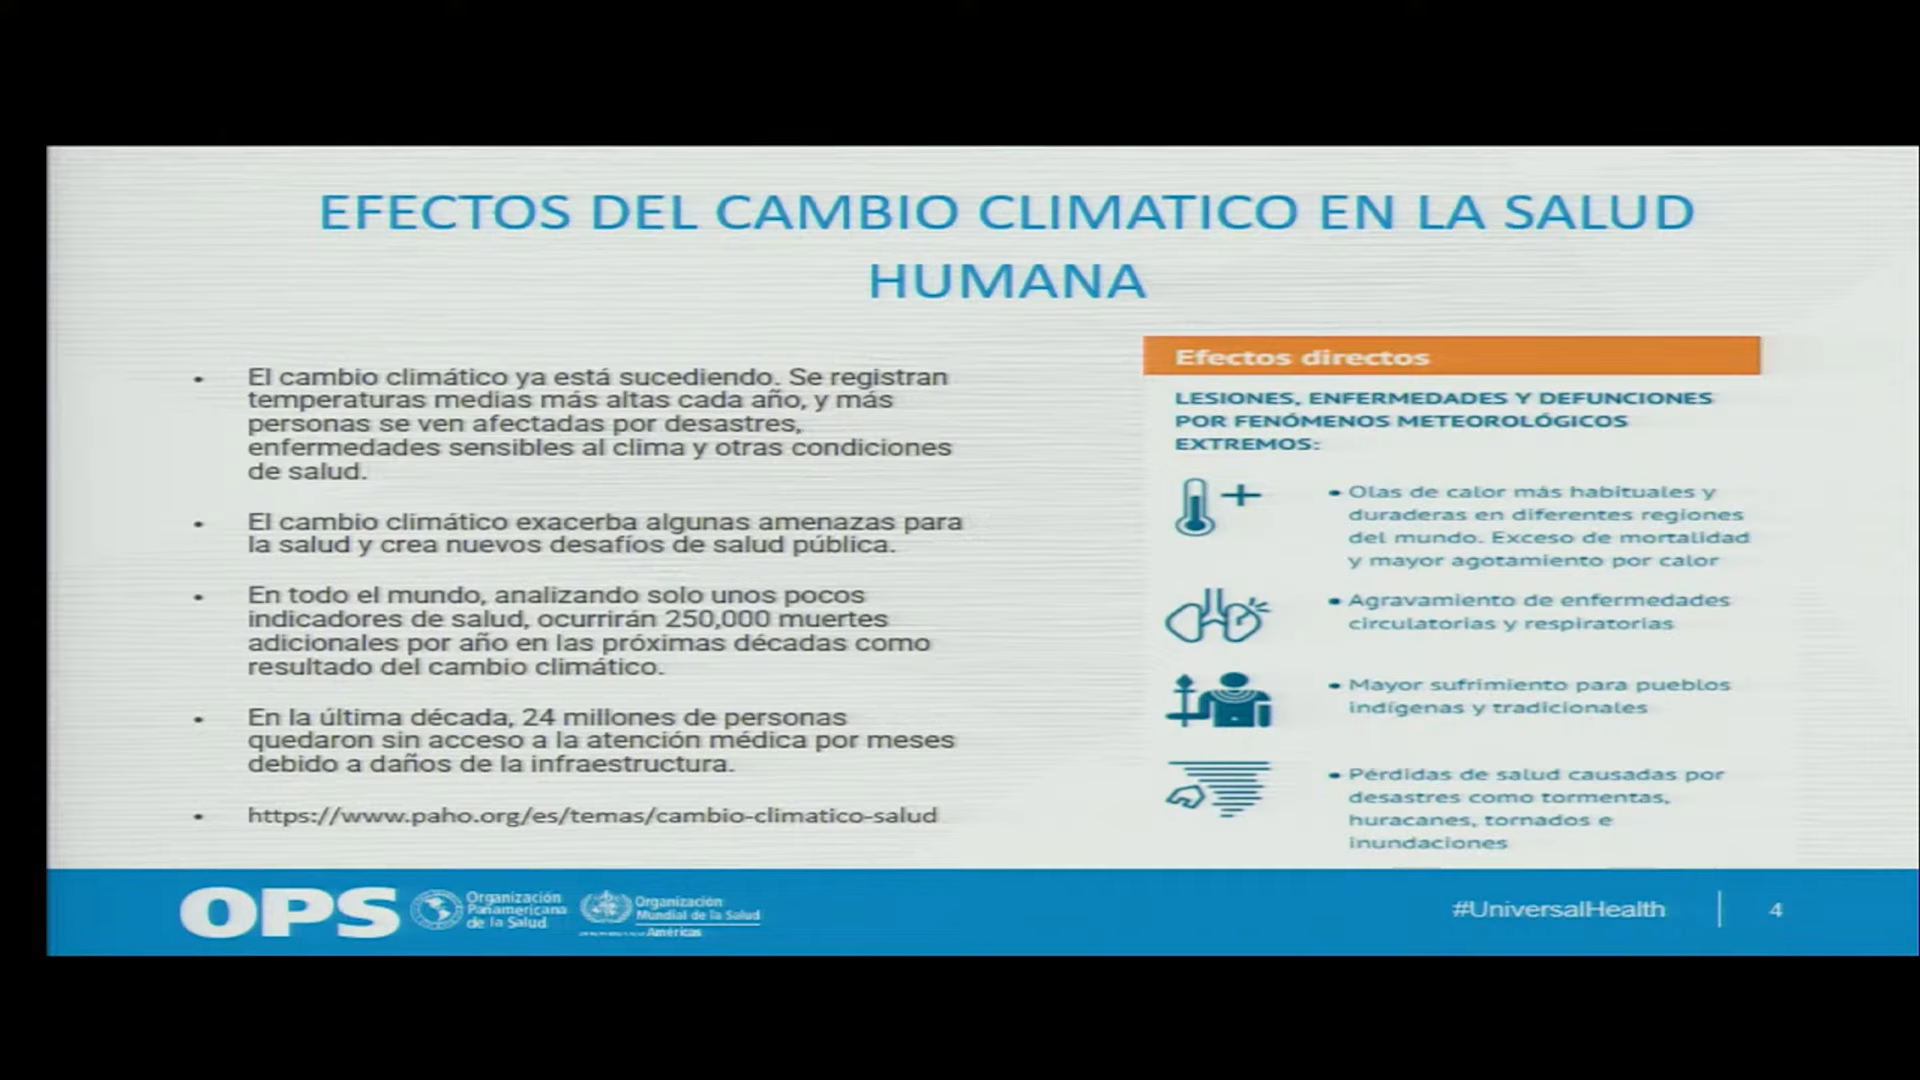 EFECTOS DEL CAMBIO CLIMATICO EN LA SALUD
HUMANA
• El cambio climático ya está sucediendo. Se registran
temperaturas medias más altas cada año, y más
personas se ven afectadas por desastres,
enfermedades sensibles al clima y otras condiciones
de salud.
• El cambio climático exacerba algunas amenazas para
la salud y crea nuevos desafíos de salud pública.
• En todo el mundo, analizando solo unos pocos
indicadores de salud, ocurrirán 250,000 muertes
adicionales por año en las próximas décadas como
resultado del cambio climático.
• En la última década, 24 millones de personas
quedaron sin acceso a la atención médica por meses
debido a daños de la infraestructura.
• https://www.paho.org/es/temas/cambio-climatico-salud
Efectos directos
LESIONES, ENFERMEDADES Y DEFUNCIONES
POR FENÓMENOS METEOROLÓGICOS
EXTREMOS:
• Olas de calor más habituales y
duraderas en diferentes regiones
del mundo. Exceso de mortalidad
y mayor agotamiento por calor
• Agravamiento de enfermedades
circulatorias y respiratorias
• Mayor sufrimiento para pueblos
indígenas y tradicionales
• Pérdidas de salud causadas por
desastres como tormentas,
huracanes, tornados e
inundaciones
OPS
Organización
Panamericana
de la Salud
Organización
Mundial de la Salud
Américas
#UniversalHealth
4